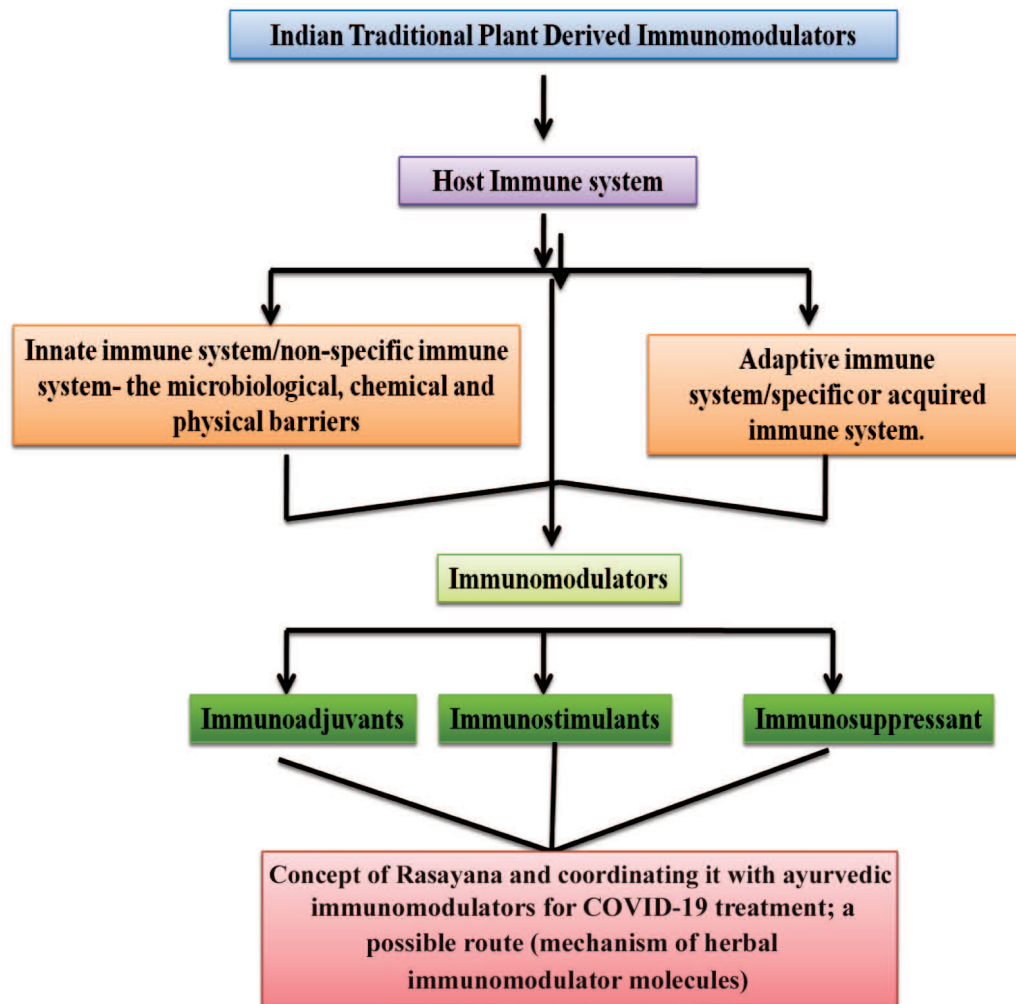 Indian Traditional Plant Derived Immunomodulators
Host Immune system
Innate immune system/non-specific immune
system- the microbiological, chemical and
physical barriers
Adaptive immune
system/specific or acquired
immune system.
Immunomodulators
Immunoadjuvants
Immunostimulants
Immunosuppressant
Concept of Rasayana and coordinating it with ayurvedic
immunomodulators for COVID-19 treatment; a
possible route (mechanism of herbal
immunomodulator molecules)